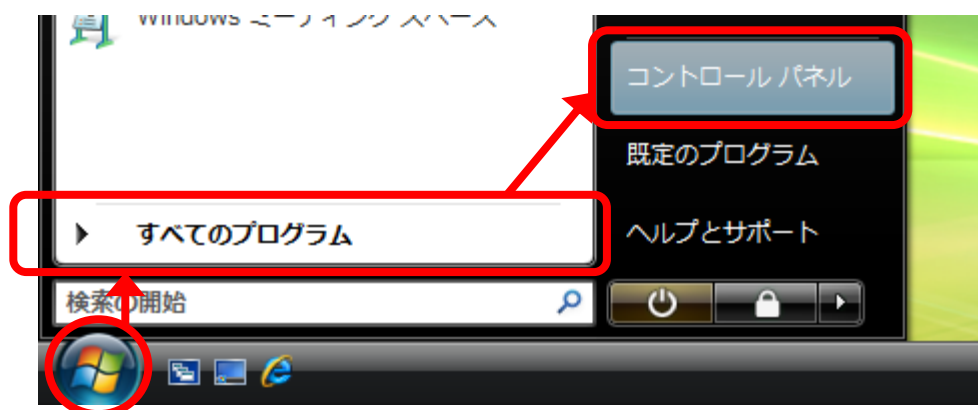 Windows ミーティング スペース
すべてのプログラム
検索の開始
コントロール パネル
既定のプログラム
ヘルプとサポート